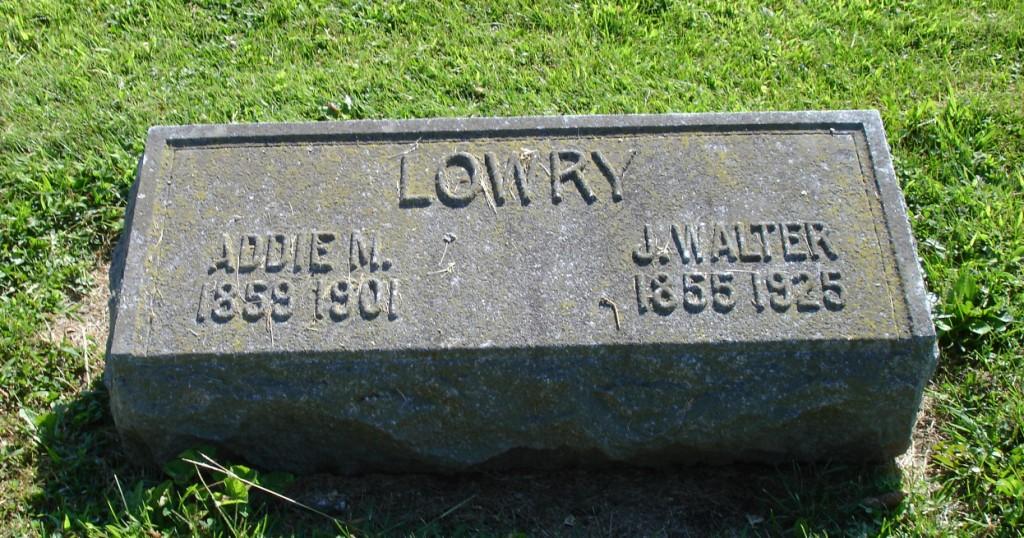 LOWRY
ADDIE M.
1859 1901
J. WALTER
1855 1925